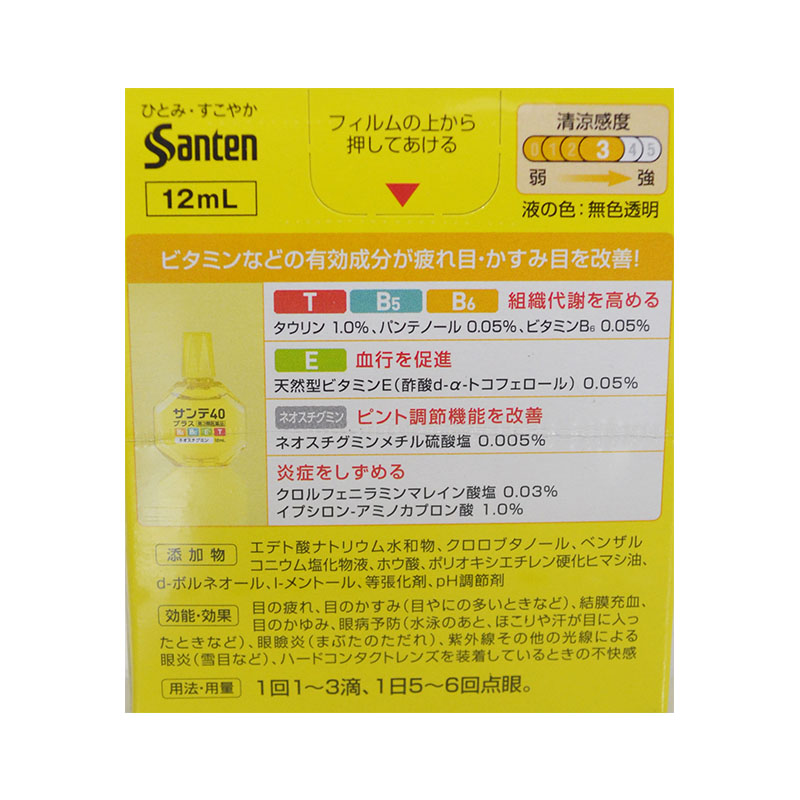 ひとみ・すこやか
Santen
12mL
フィルムの上から
押してあける
清涼感度
0 1 2 3 4 5
弱 強
液の色：無色透明
ビタミンなどの有効成分が疲れ目・かすみ目を改善！
T B5 B6 組織代謝を高める
タウリン 1.0%、パンテノール 0.05%、ビタミンB6 0.05%
E 血行を促進
天然型ビタミンE（酢酸d-α-トコフェロール）0.05%
ネオスチグミン ピント調節機能を改善
ネオスチグミンメチル硫酸塩 0.005%
炎症をしずめる
クロルフェニラミンマレイン酸塩 0.03%
イプシロン-アミノカプロン酸 1.0%
サンテ40
プラス 第3類医薬品
B6 B5 E T
ネオスチグミン
12mL
添加物 エデト酸ナトリウム水和物、クロロブタノール、ベンザル
コニウム塩化物液、ホウ酸、ポリオキシエチレン硬化ヒマシ油、
d-ボルネオール、l-メントール、等張化剤、pH調節剤
効能・効果 目の疲れ、目のかすみ（目やにの多いときなど）、結膜充血、
目のかゆみ、眼病予防（水泳のあと、ほこりや汗が目に入っ
たときなど）、眼瞼炎（まぶたのただれ）、紫外線その他の光線による
眼炎（雪目など）、ハードコンタクトレンズを装着しているときの不快感
用法・用量 1回1〜3滴、1日5〜6回点眼。